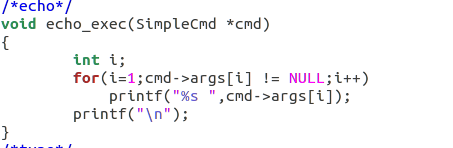 /*echo*/
void echo_exec(SimpleCmd *cmd)
{
        int i;
        for(i=1;cmd->args[i] != NULL;i++)
            printf("%s ",cmd->args[i]);
        printf("\n");
}